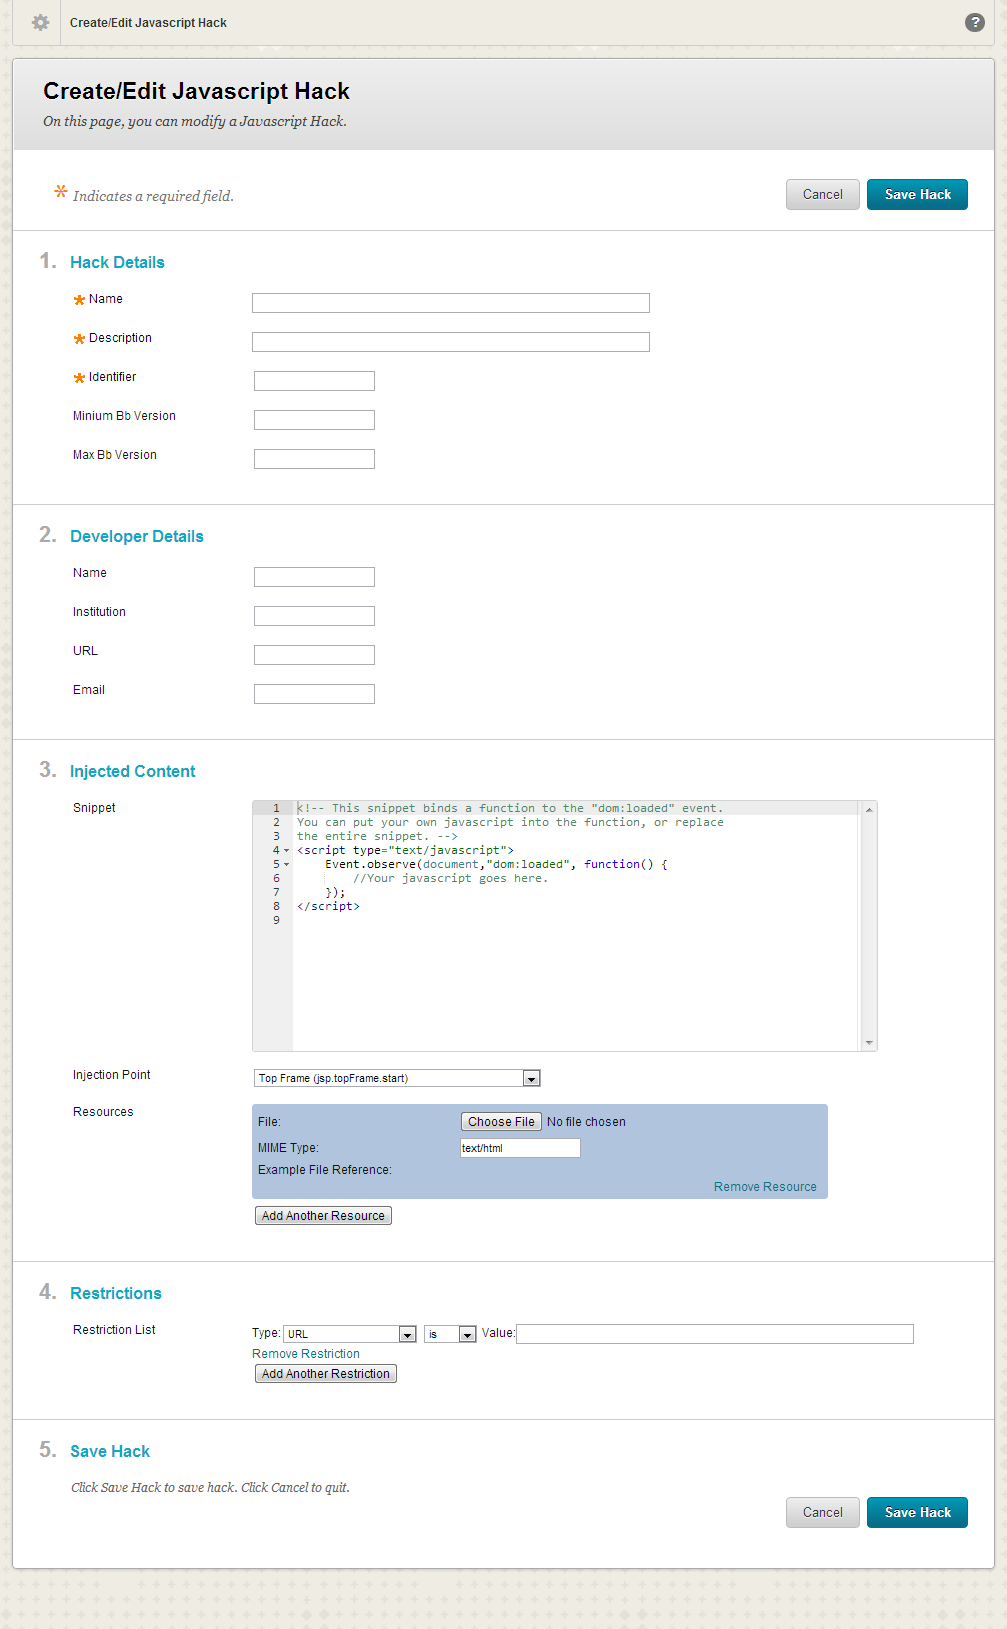 Create/Edit Javascript Hack
?
Create/Edit Javascript Hack
On this page, you can modify a Javascript Hack.
* Indicates a required field.
Cancel Save Hack
1. Hack Details
* Name
* Description
* Identifier
Minium Bb Version
Max Bb Version
2. Developer Details
Name
Institution
URL
Email
3. Injected Content
Snippet
1 <!-- This snippet binds a function to the "dom:loaded" event.
2 You can put your own javascript into the function, or replace
3 the entire snippet. -->
4 <script type="text/javascript">
5 Event.observe(document,"dom:loaded", function() {
6 //Your javascript goes here.
7 });
8 </script>
9
Injection Point Top Frame (jsp.topFrame.start)
Resources
File: Choose File No file chosen
MIME Type: text/html
Example File Reference:
Remove Resource
Add Another Resource
4. Restrictions
Restriction List Type: URL is Value:
Remove Restriction
Add Another Restriction
5. Save Hack
Click Save Hack to save hack. Click Cancel to quit.
Cancel Save Hack